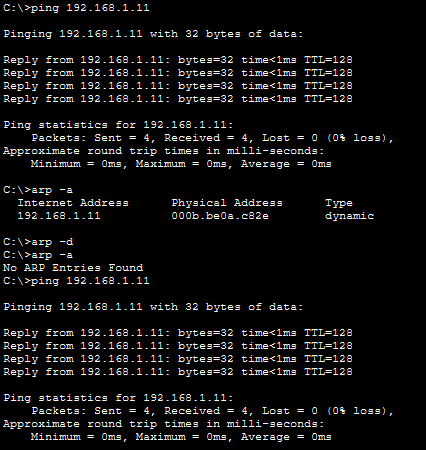 C:\>ping 192.168.1.11
Pinging 192.168.1.11 with 32 bytes of data:
Reply from 192.168.1.11: bytes=32 time<1ms TTL=128
Reply from 192.168.1.11: bytes=32 time<1ms TTL=128
Reply from 192.168.1.11: bytes=32 time<1ms TTL=128
Reply from 192.168.1.11: bytes=32 time<1ms TTL=128
Ping statistics for 192.168.1.11:
    Packets: Sent = 4, Received = 4, Lost = 0 (0% loss),
Approximate round trip times in milli-seconds:
    Minimum = 0ms, Maximum = 0ms, Average = 0ms
C:\>arp -a
  Internet Address      Physical Address      Type
  192.168.1.11          000b.be0a.c82e        dynamic
C:\>arp -d
C:\>arp -a
No ARP Entries Found
C:\>ping 192.168.1.11
Pinging 192.168.1.11 with 32 bytes of data:
Reply from 192.168.1.11: bytes=32 time<1ms TTL=128
Reply from 192.168.1.11: bytes=32 time<1ms TTL=128
Reply from 192.168.1.11: bytes=32 time<1ms TTL=128
Reply from 192.168.1.11: bytes=32 time<1ms TTL=128
Ping statistics for 192.168.1.11:
    Packets: Sent = 4, Received = 4, Lost = 0 (0% loss),
Approximate round trip times in milli-seconds:
    Minimum = 0ms, Maximum = 0ms, Average = 0ms